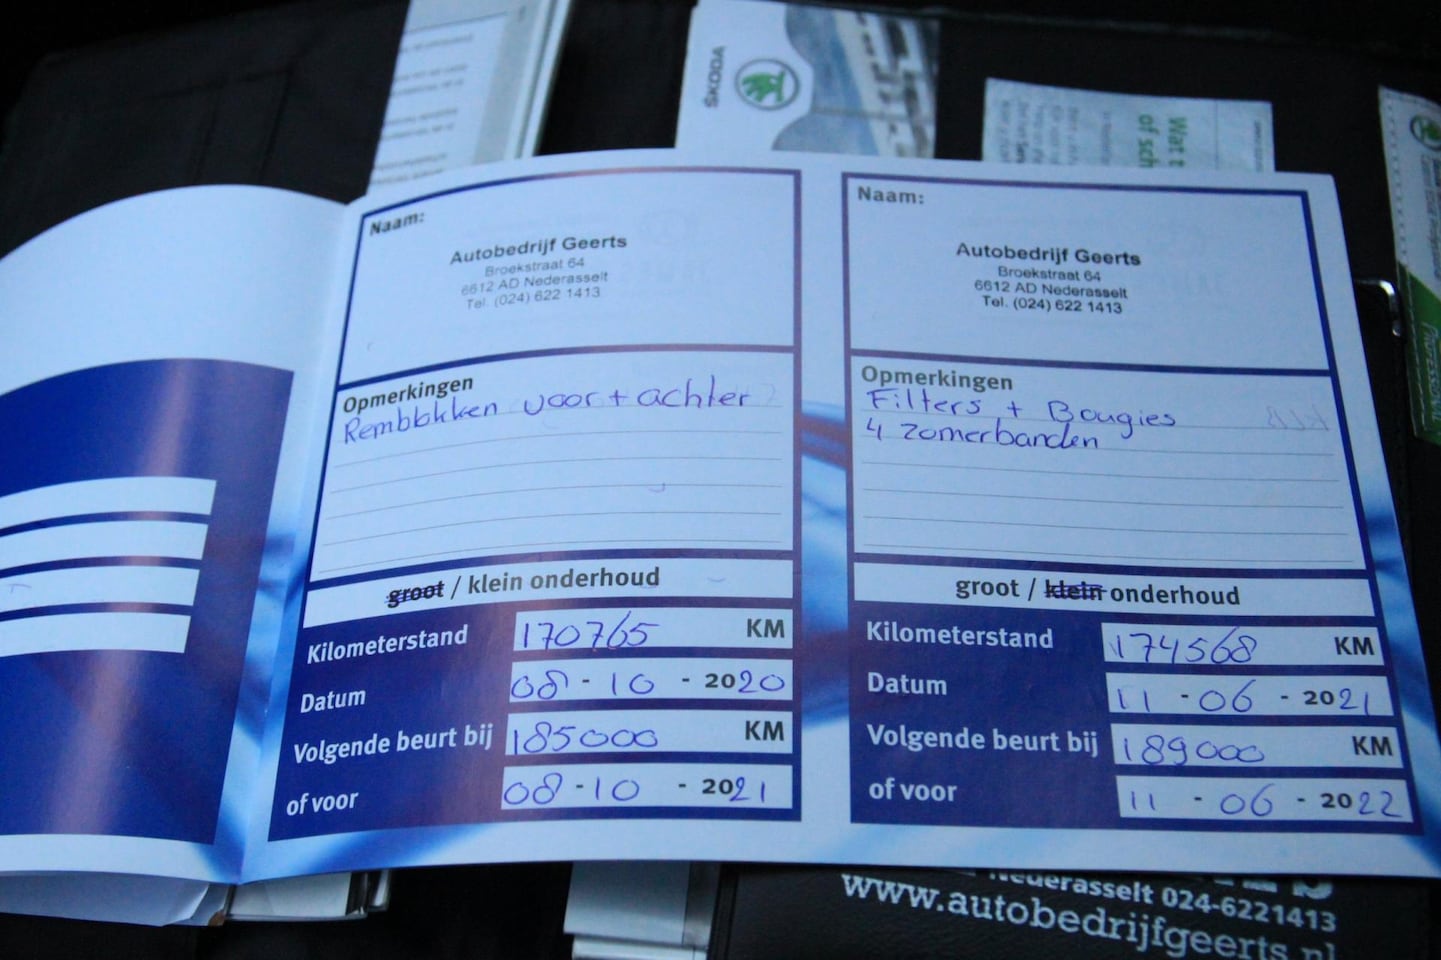 ŠKODA
Wat t
of sch
Naam:
Autobedrijf Geerts
Broekstraat 64
6612 AD Nederasselt
Tel. (024) 622 1413
Opmerkingen
Remblokken voor + achter
groot / klein onderhoud
Kilometerstand 170765 KM
Datum 08 - 10 - 2020
Volgende beurt bij 185000 KM
of voor 08 - 10 - 2021
Naam:
Autobedrijf Geerts
Broekstraat 64
6612 AD Nederasselt
Tel. (024) 622 1413
Opmerkingen
Filters + Bougies
4 zomerbanden
groot / klein onderhoud
Kilometerstand 174568 KM
Datum 11 - 06 - 2021
Volgende beurt bij 189000 KM
of voor 11 - 06 - 2022
Nederasselt 024-6221413
www.autobedrijfgeerts.nl